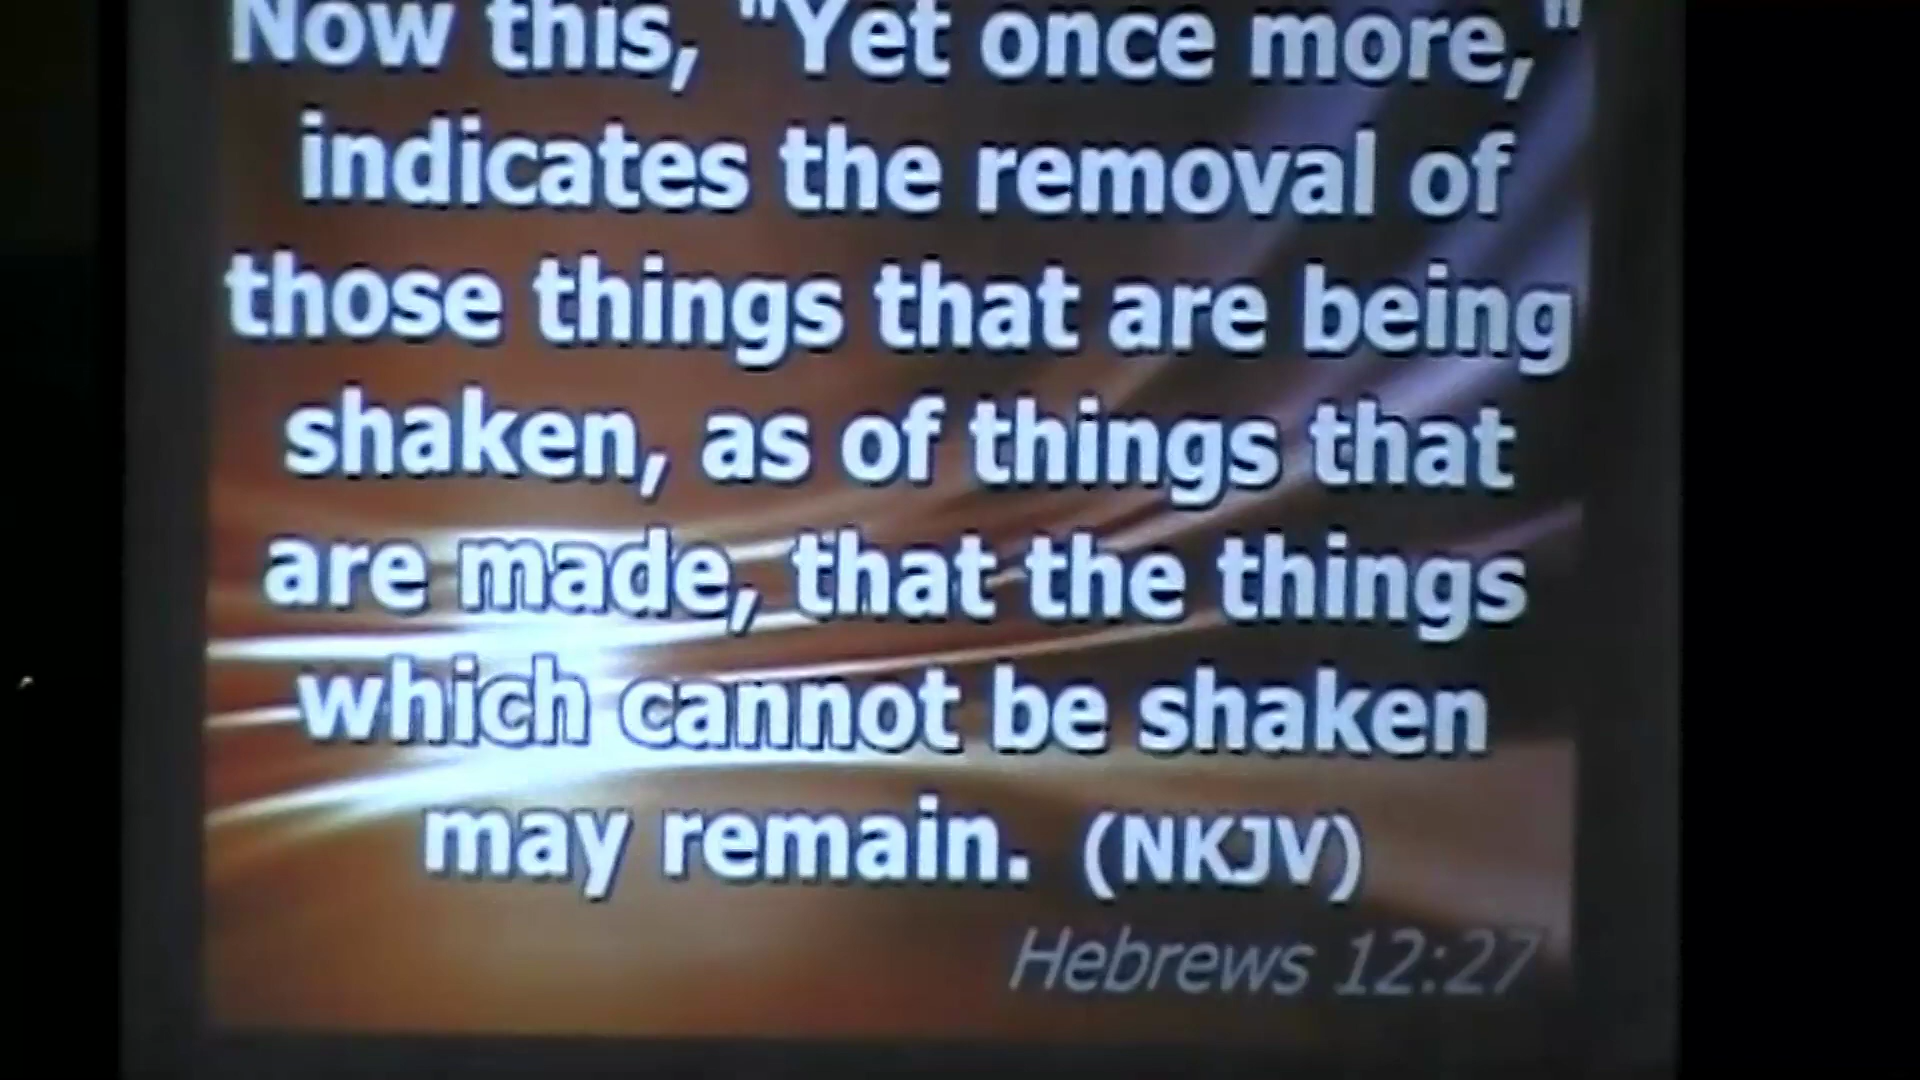 Now this, "Yet once more,"
indicates the removal of
those things that are being
shaken, as of things that
are made, that the things
which cannot be shaken
may remain. (NKJV)
Hebrews 12:27